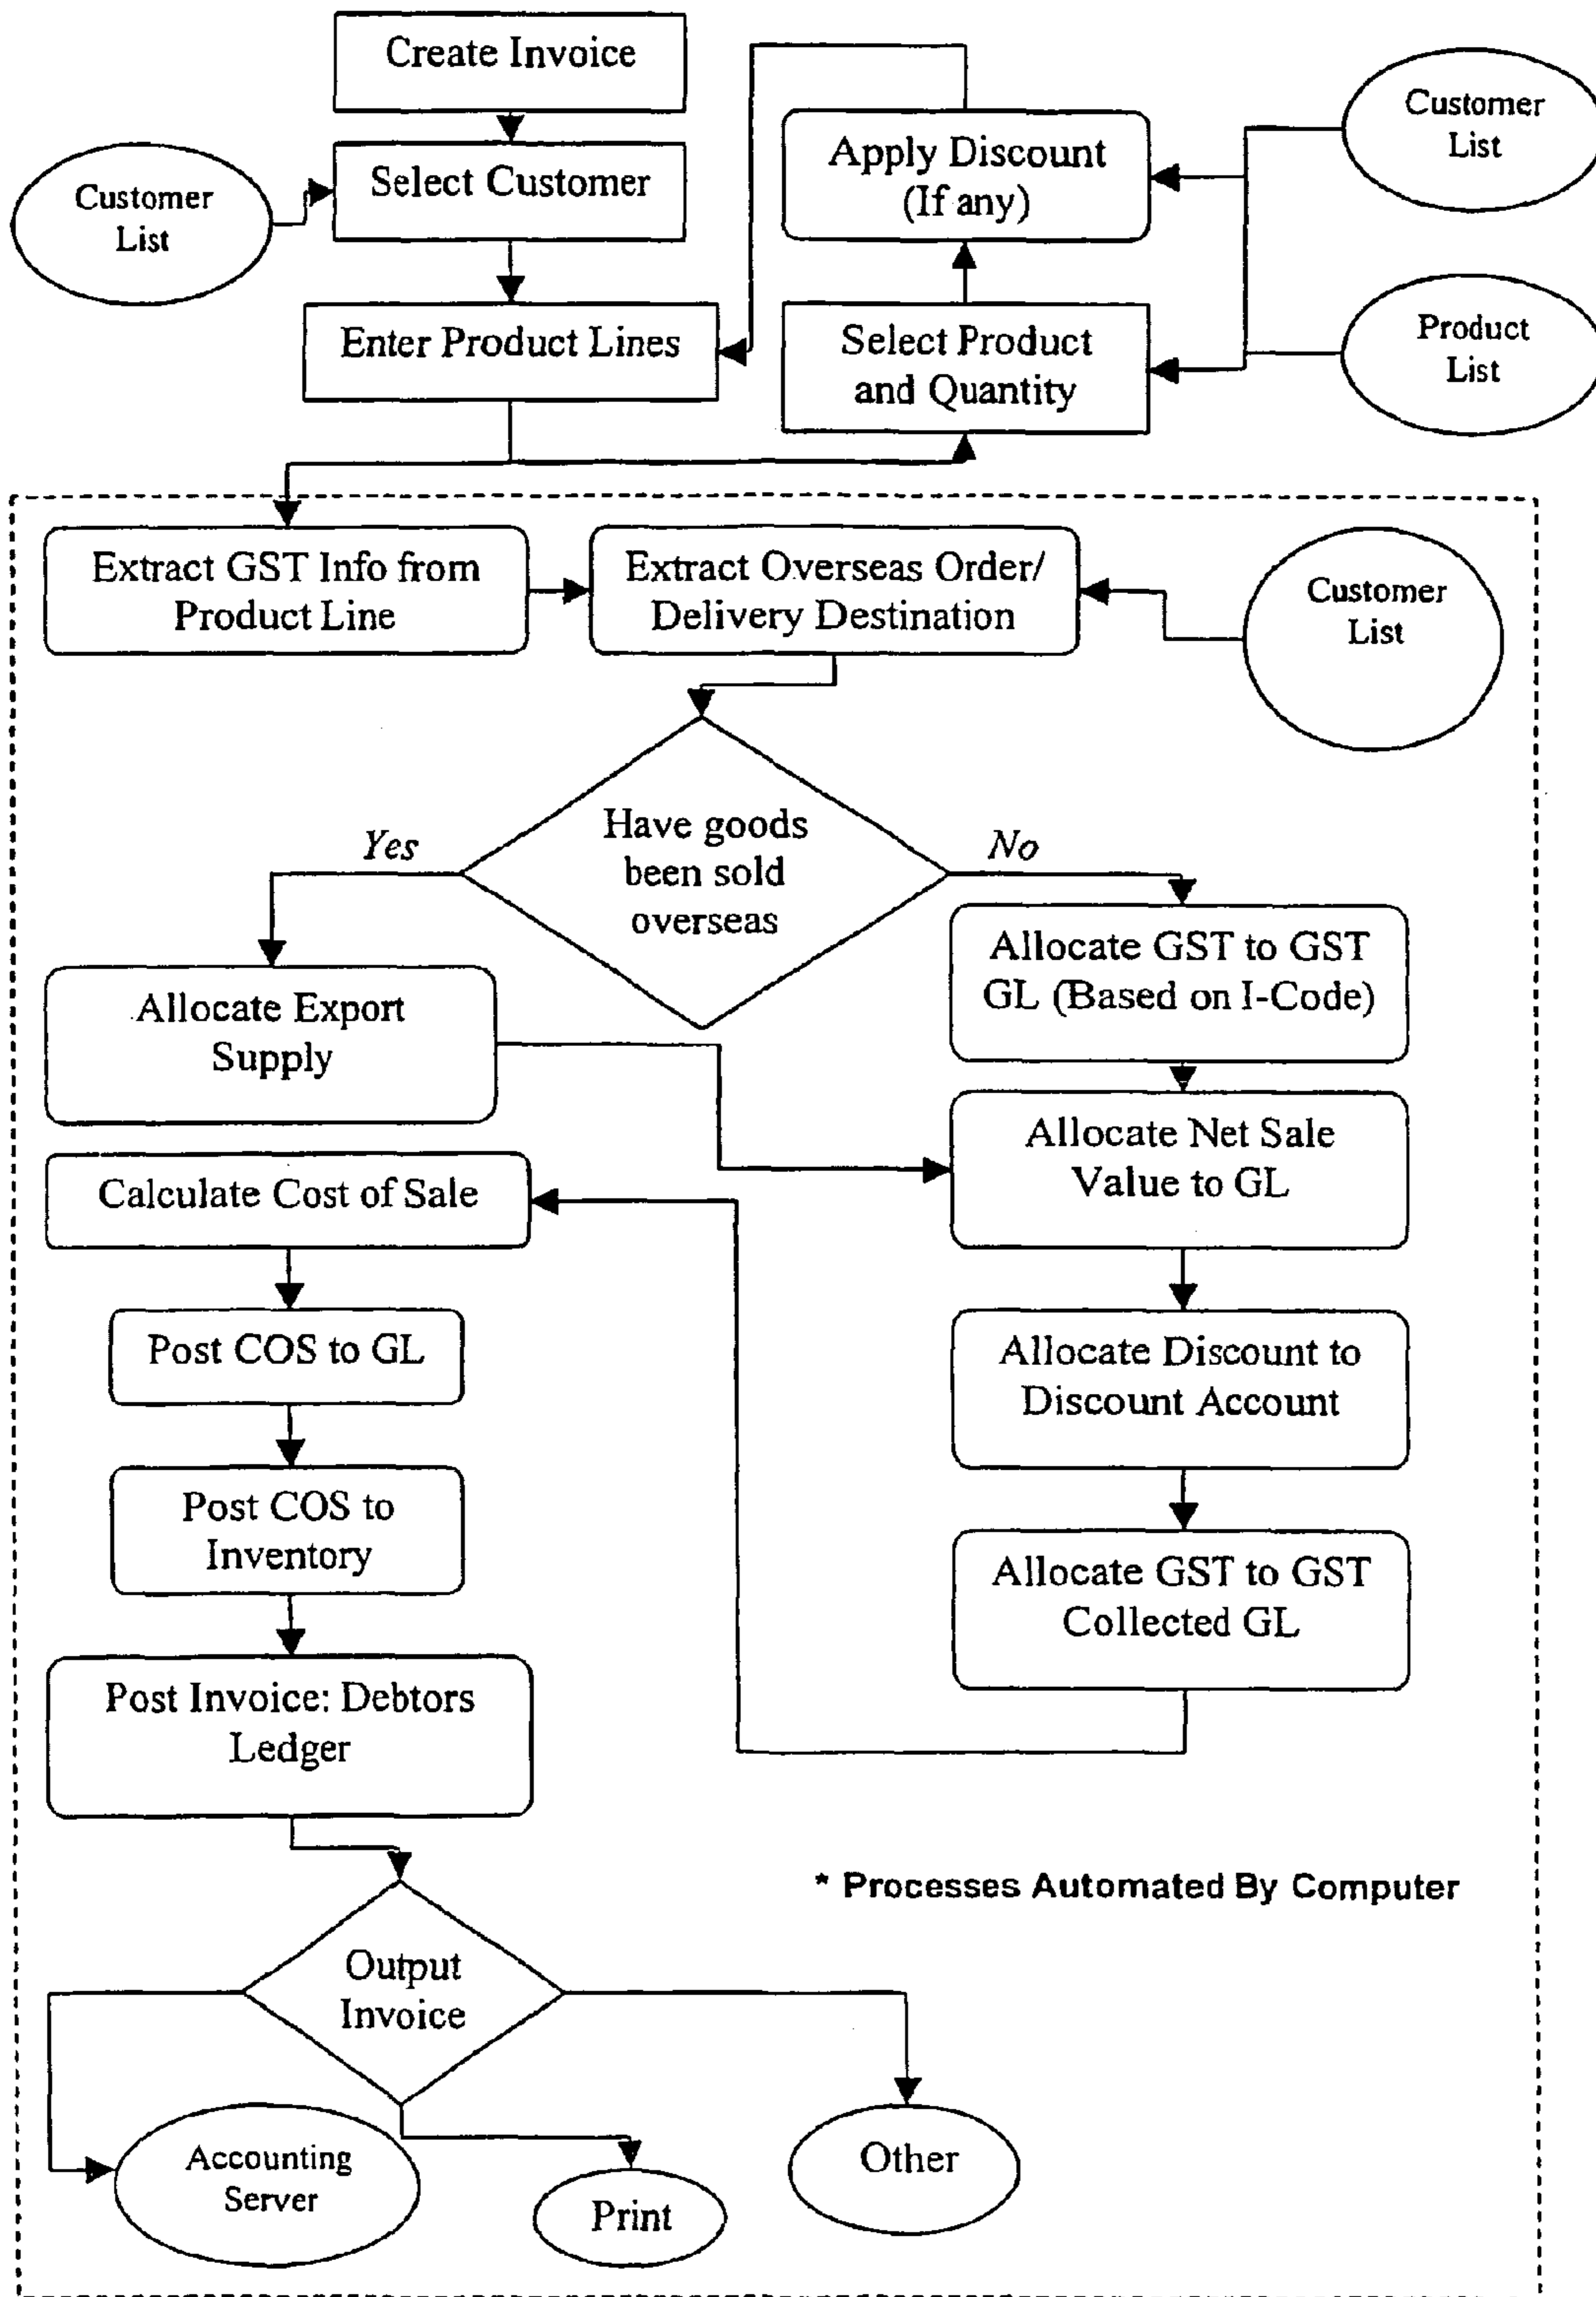 Create Invoice
Customer
List
Select Customer
Apply Discount
(If any)
Customer
List
Enter Product Lines
Select Product
and Quantity
Product
List
Extract GST Info from
Product Line
Extract Overseas Order/
Delivery Destination
Customer
List
Have goods
been sold
overseas
Yes
No
Allocate Export
Supply
Allocate GST to GST
GL (Based on I-Code)
Allocate Net Sale
Value to GL
Calculate Cost of Sale
Post COS to GL
Allocate Discount to
Discount Account
Post COS to
Inventory
Allocate GST to GST
Collected GL
Post Invoice: Debtors
Ledger
* Processes Automated By Computer
Output
Invoice
Accounting
Server
Print
Other